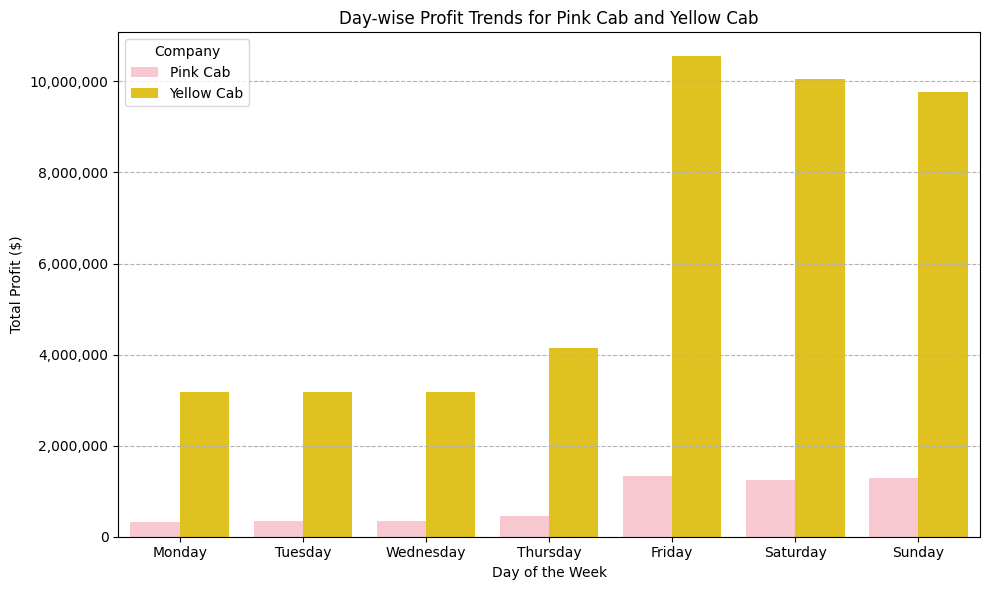 Day-wise Profit Trends for Pink Cab and Yellow Cab
Company
Pink Cab
Yellow Cab
Total Profit ($)
10,000,000
8,000,000
6,000,000
4,000,000
2,000,000
0
Monday Tuesday Wednesday Thursday Friday Saturday Sunday
Day of the Week